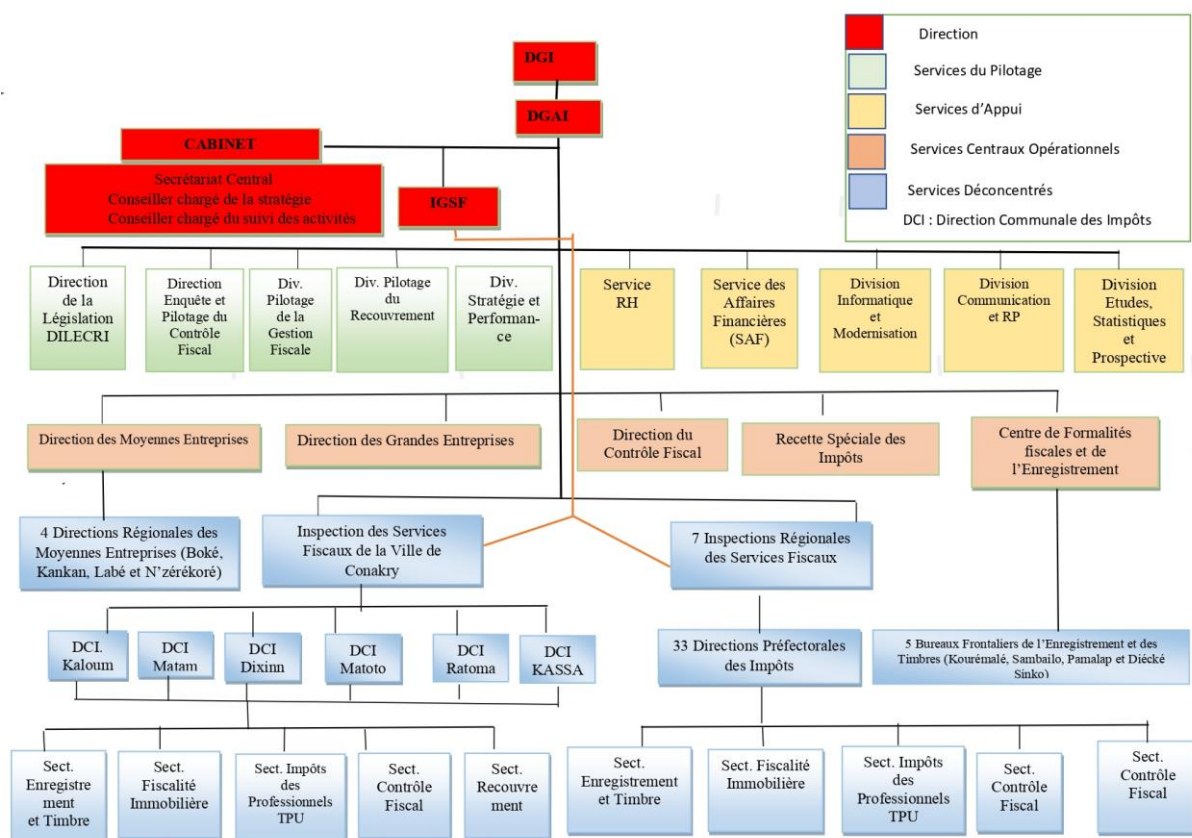 DGI
DGAI
CABINET
Secrétariat Central
Conseiller chargé de la stratégie
Conseiller chargé du suivi des activités
IGSF
Direction
Services du Pilotage
Services d'Appui
Services Centraux Opérationnels
Services Déconcentrés
DCI : Direction Communale des Impôts
Direction
de la
Législation
DILECRI
Direction
Enquête et
Pilotage du
Contrôle
Fiscal
Div.
Pilotage
de la
Gestion
Fiscale
Div. Pilotage
du
Recouvrement
Div.
Stratégie et
Performan-
ce
Service
RH
Service des
Affaires
Financières
(SAF)
Division
Informatique
et
Modernisation
Division
Communication
et RP
Division
Etudes,
Statistiques
et
Prospective
Direction des Moyennes Entreprises
Direction des Grandes Entreprises
Direction du
Contrôle Fiscal
Recette Spéciale des
Impôts
Centre de Formalités
fiscales et de
l'Enregistrement
4 Directions Régionales des
Moyennes Entreprises (Boké,
Kankan, Labé et N'zérékoré)
Inspection des Services
Fiscaux de la Ville de
Conakry
7 Inspections Régionales
des Services Fiscaux
DCI.
Kaloum
DCI
Matam
DCI
Dixinn
DCI
Matoto
DCI
Ratoma
DCI
KASSA
33 Directions Préfectorales
des Impôts
5 Bureaux Frontaliers de l'Enregistrement et des
Timbres (Kourémalé, Sambailo, Pamalap et Diécké
Sinko)
Sect.
Enregistre
ment
et Timbre
Sect.
Fiscalité
Immobilière
Sect. Impôts
des
Professionnels
TPU
Sect.
Contrôle
Fiscal
Sect.
Recouvre
ment
Sect.
Enregistrement
et Timbre
Sect. Fiscalité
Immobilière
Sect. Impôts
des
Professionnels
TPU
Sect.
Contrôle
Fiscal
Sect.
Contrôle
Fiscal